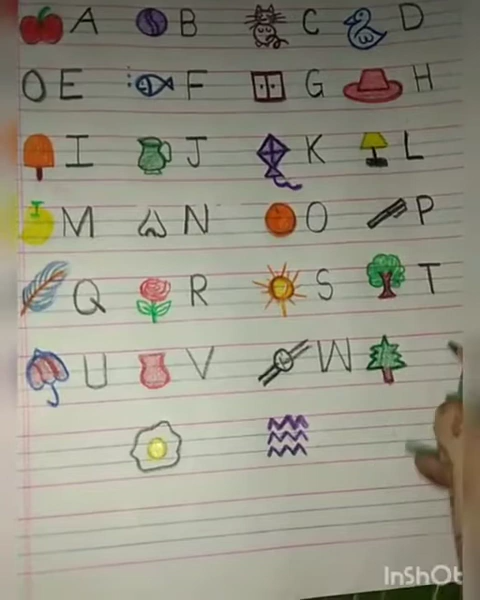 A B C D
E F G H
I J K L
M N O P
Q R S T
U V W
InShOt